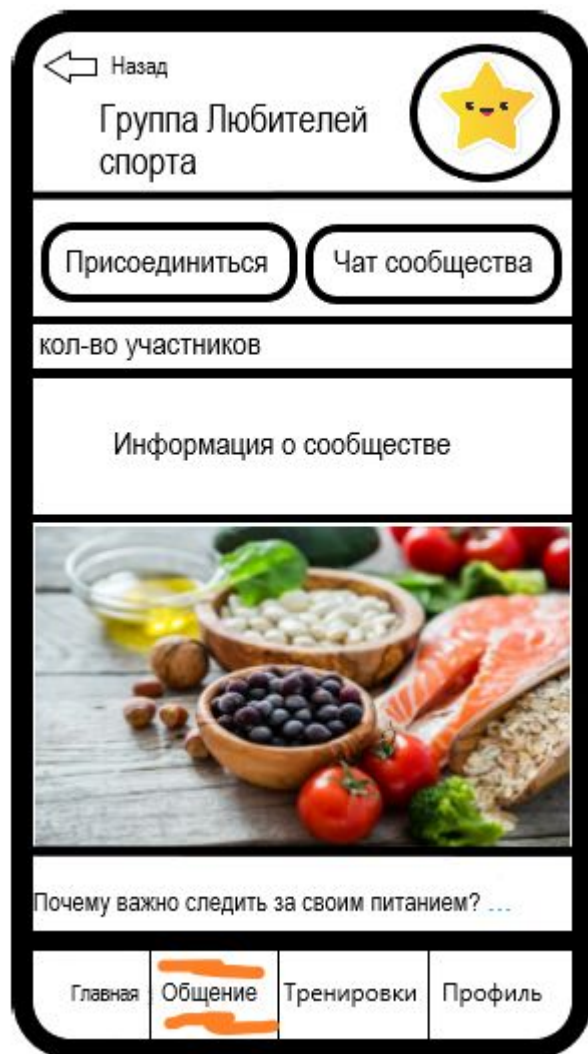 Назад
Группа Любителей
спорта
Присоединиться
Чат сообщества
кол-во участников
Информация о сообществе
Почему важно следить за своим питанием? ...
Главная
Общение
Тренировки
Профиль